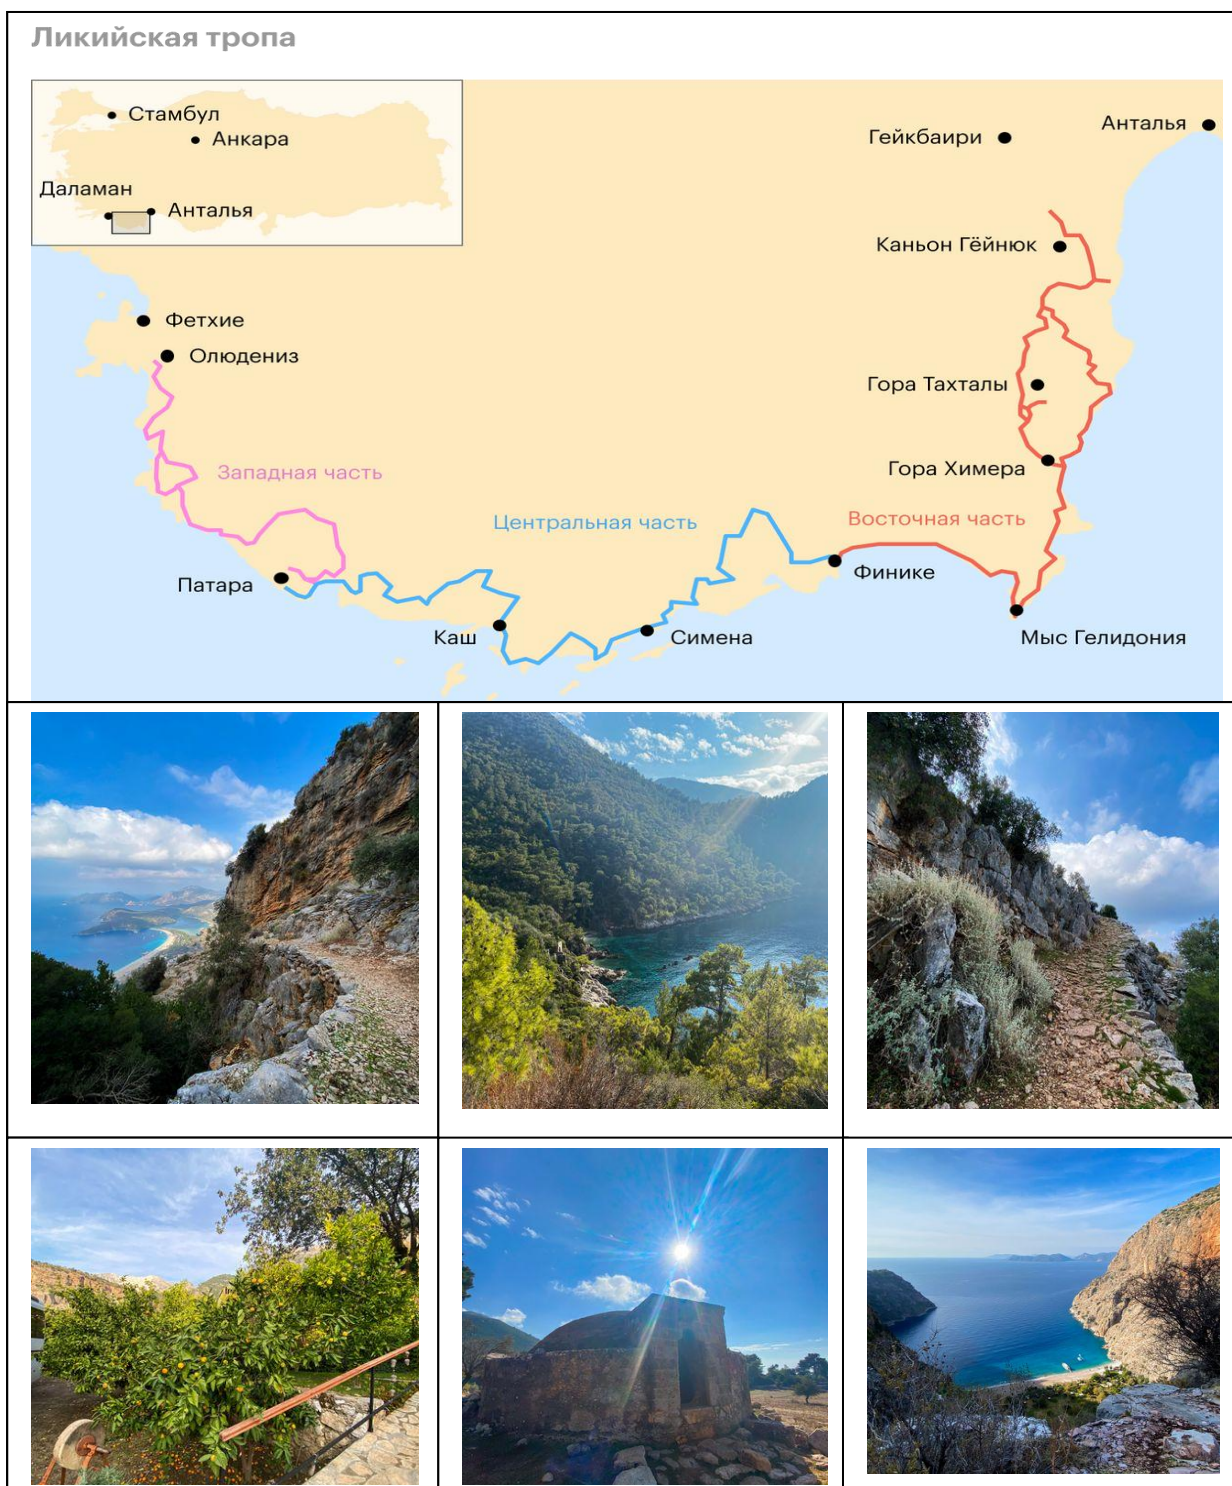 Ликийская тропа
Стамбул
Анкара
Даламан
Анталья
Анталья
Гейкбаири
Каньон Гёйнюк
Фетхие
Олюдениз
Гора Тахталы
Западная часть
Гора Химера
Центральная часть
Восточная часть
Патара
Финике
Каш
Симена
Мыс Гелидония